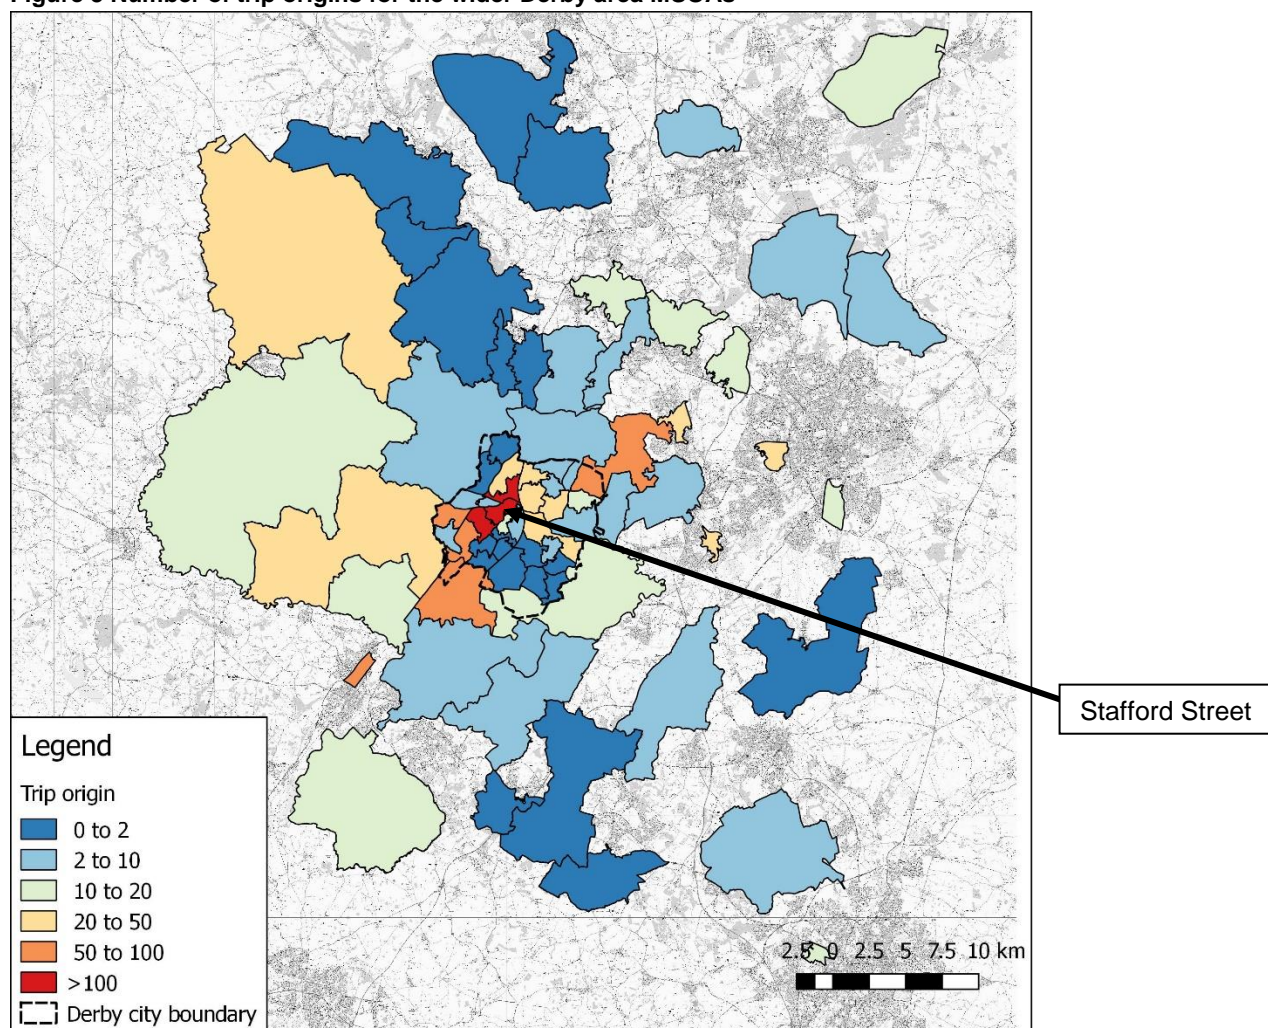 Figure 3 Number of trip origins for the wider Derby area MSOAs
Stafford Street
Legend
Trip origin
0 to 2
2 to 10
10 to 20
20 to 50
50 to 100
>100
Derby city boundary
2.5 0 2.5 5 7.5 10 km